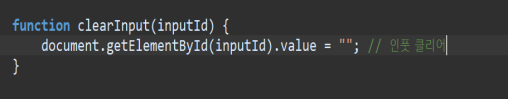 function clearInput(inputId) {
    document.getElementById(inputId).value = ""; // 인풋 클리어
}